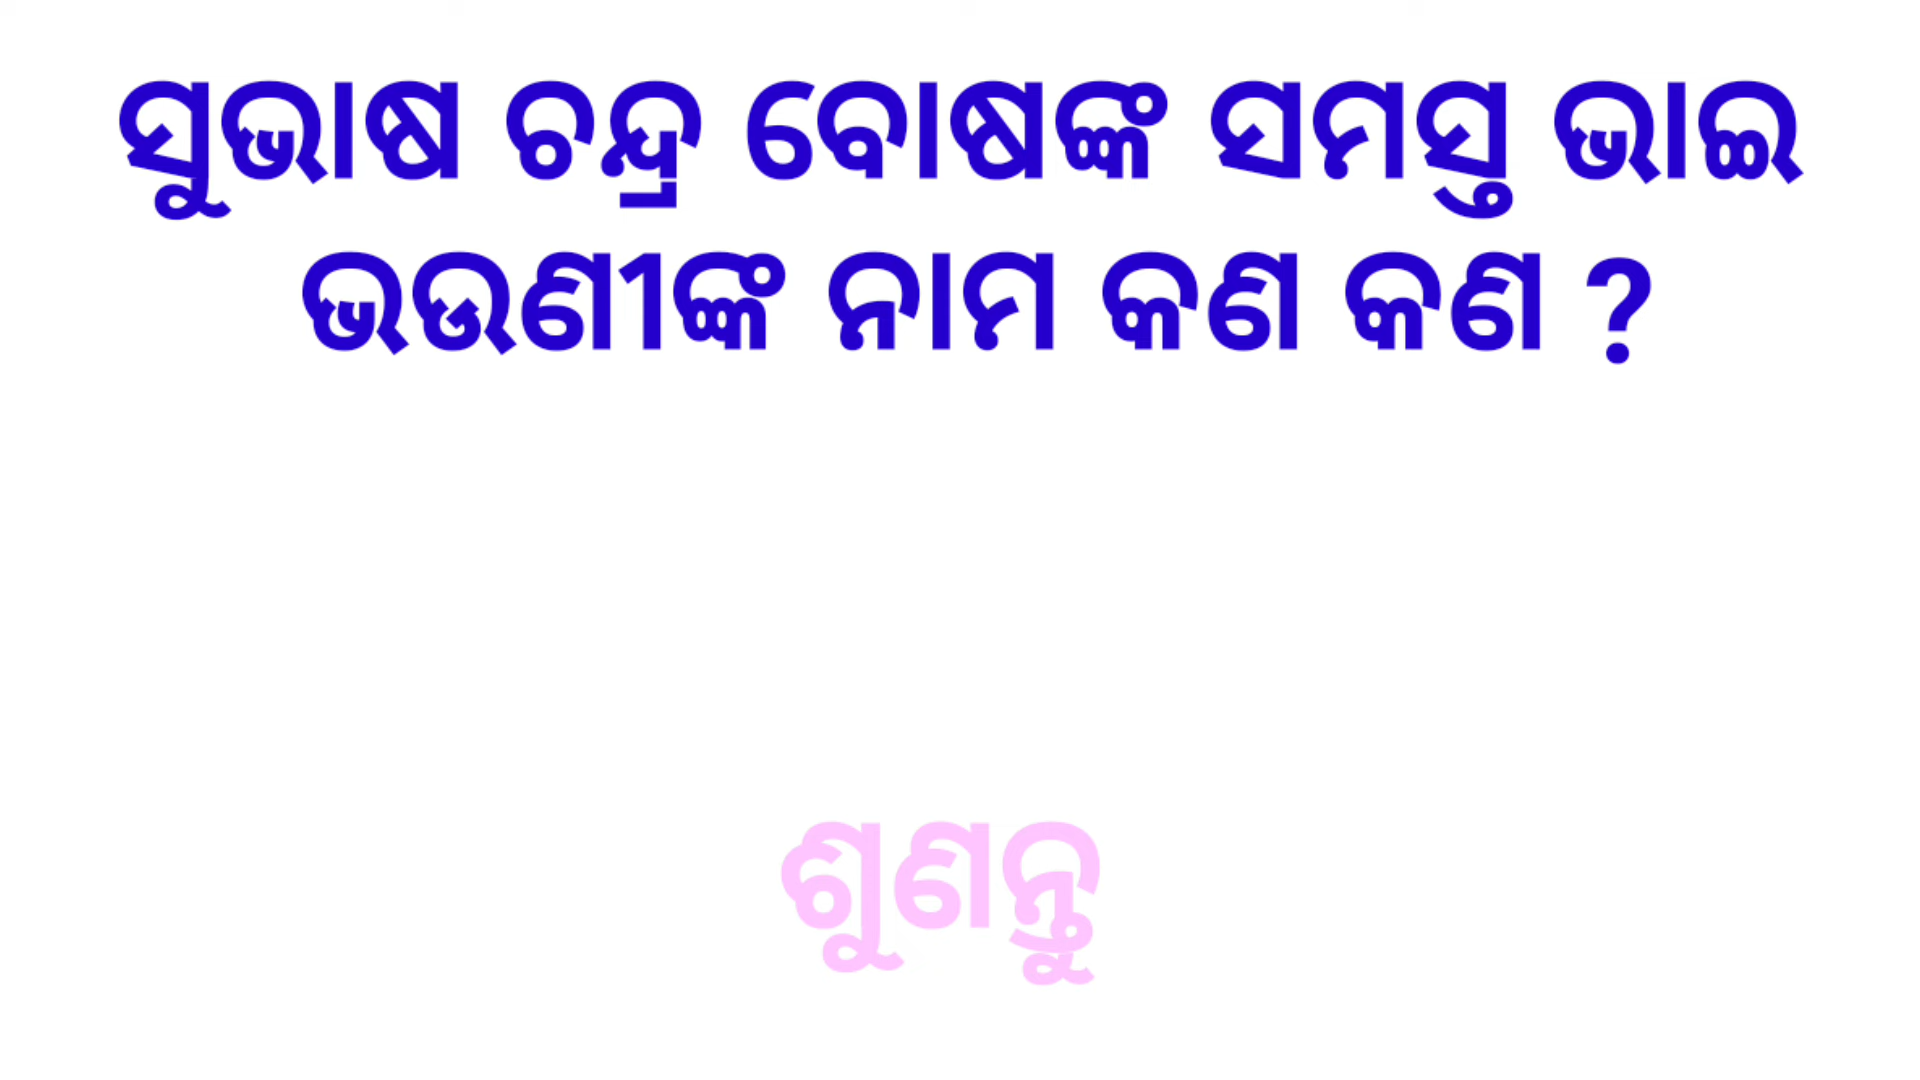 ସୁଭାଷ ଚନ୍ଦ୍ର ବୋଷଙ୍କ ସମସ୍ତ ଭାଇ
ଭଉଣୀଙ୍କ ନାମ କଣ କଣ ?
ଶୁଣନ୍ତୁ